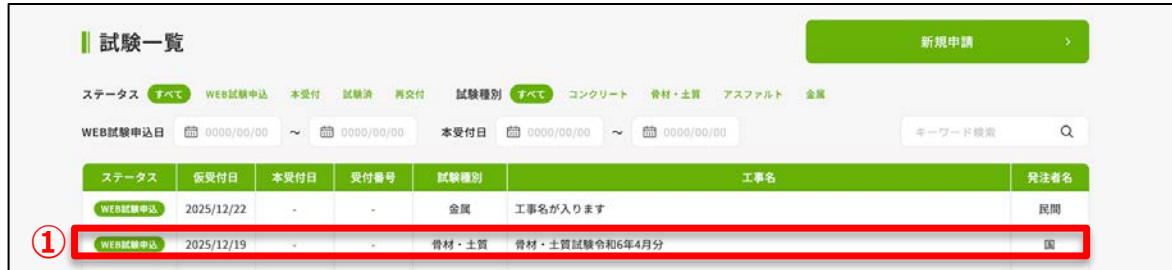 試験一覧
新規申請
ステータス すべて WEB試験申込 本受付 試験済 再交付 試験種別 すべて コンクリート 骨材・土質 アスファルト 金属
WEB試験申込日 0000/00/00 ～ 0000/00/00 本受付日 0000/00/00 ～ 0000/00/00 キーワード検索
ステータス 仮受付日 本受付日 受付番号 試験種別 工事名 発注者名
WEB試験申込 2025/12/22 - - 金属 工事名が入ります 民間
① WEB試験申込 2025/12/19 - - 骨材・土質 骨材・土質試験令和6年4月分 国